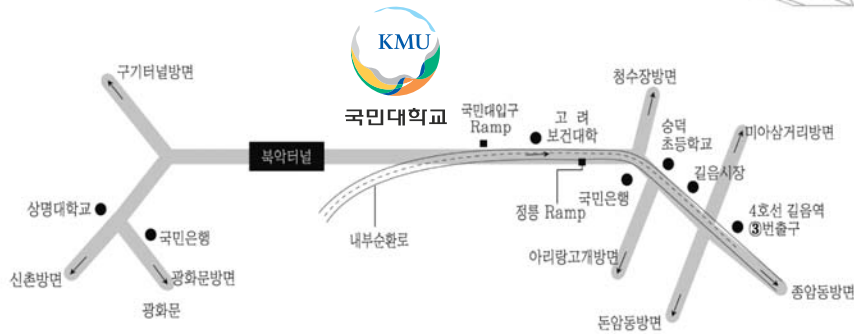 KMU
국민대학교
구기터널방면
북악터널
상명대학교
국민은행
신촌방면
광화문방면
광화문
내부순환로
국민대입구
Ramp
고 려
보건대학
정릉 Ramp
청수장방면
숭덕
초등학교
길음시장
미아삼거리방면
국민은행
4호선 길음역
③번출구
아리랑고개방면
돈암동방면
종암동방면